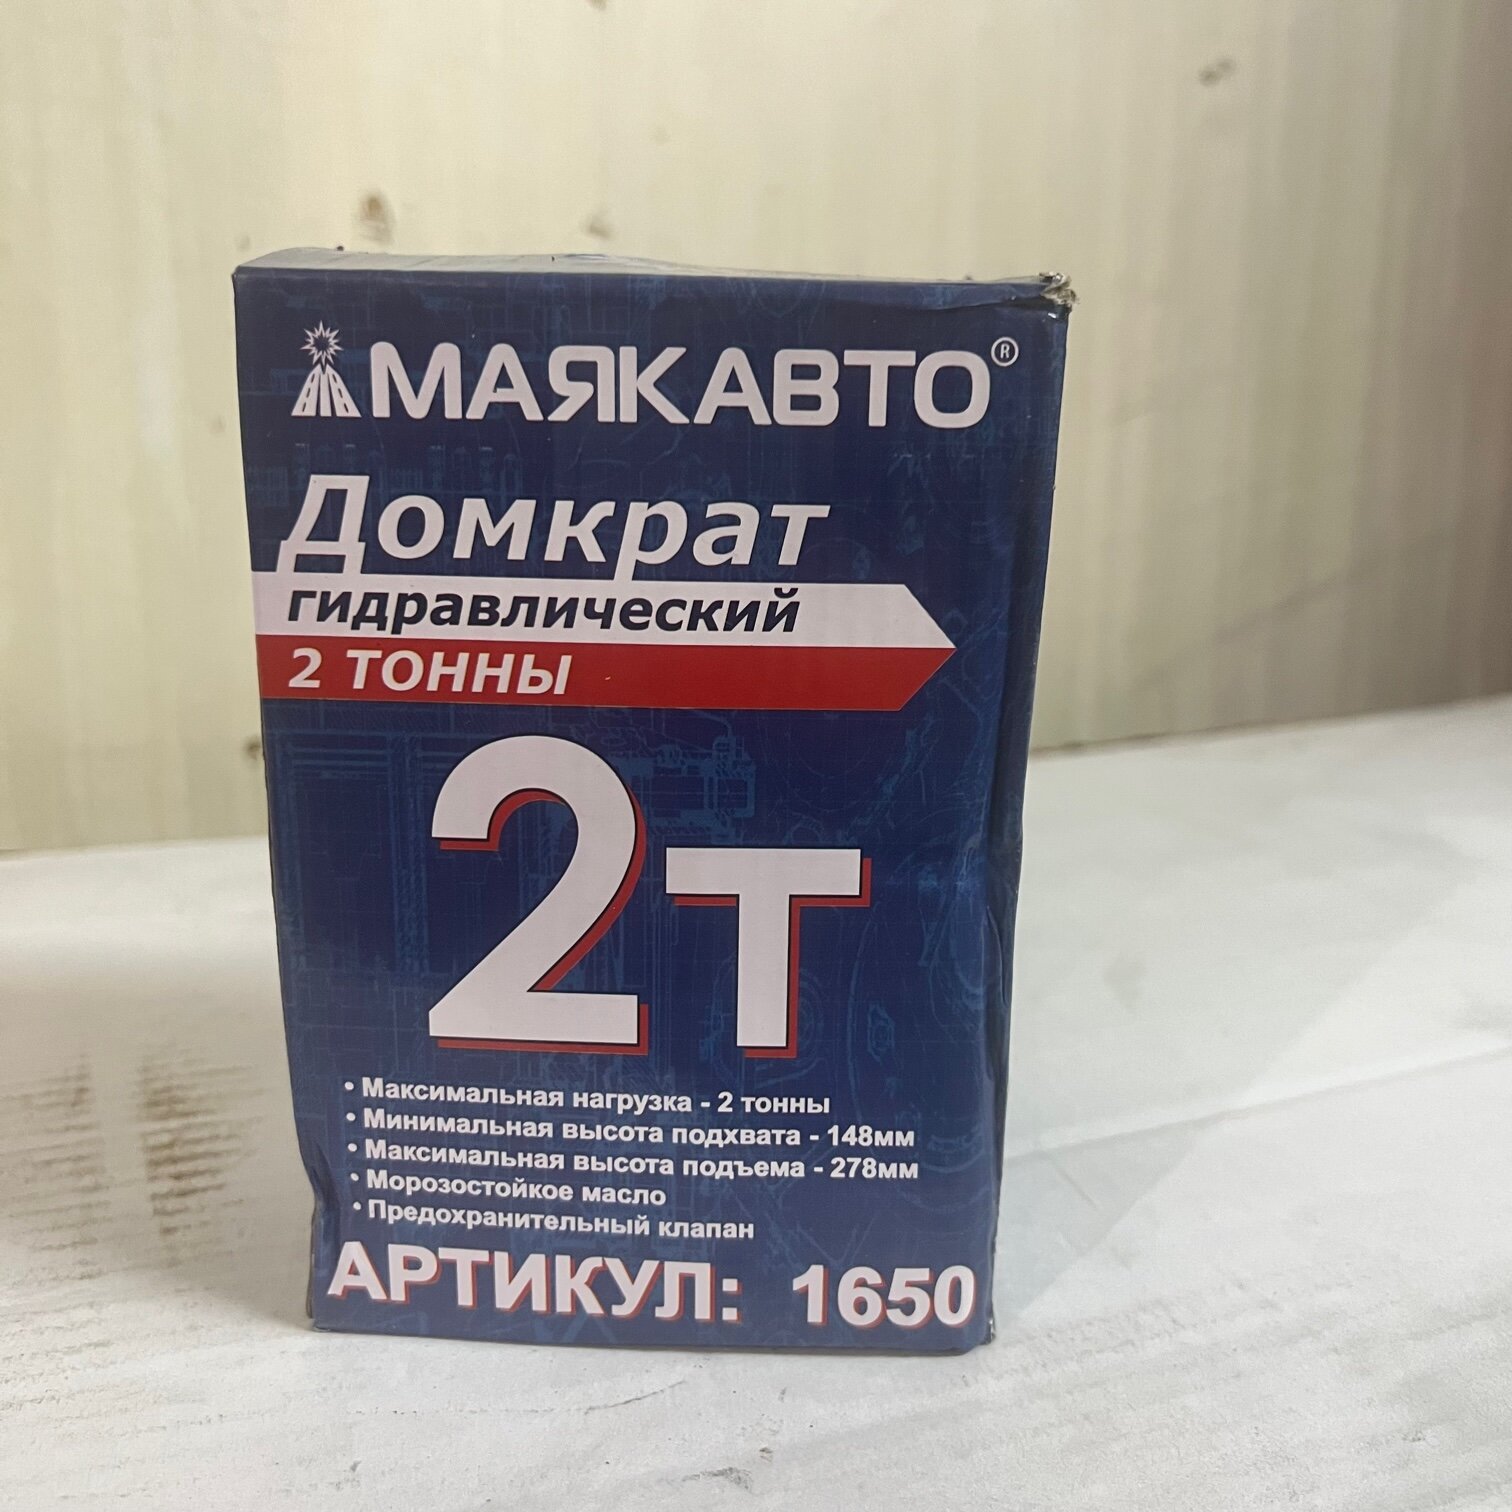 МАЯКАВТО®
Домкрат
гидравлический
2 ТОННЫ
2т
• Максимальная нагрузка - 2 тонны
• Минимальная высота подхвата - 148мм
• Максимальная высота подъема - 278мм
• Морозостойкое масло
• Предохранительный клапан
АРТИКУЛ: 1650